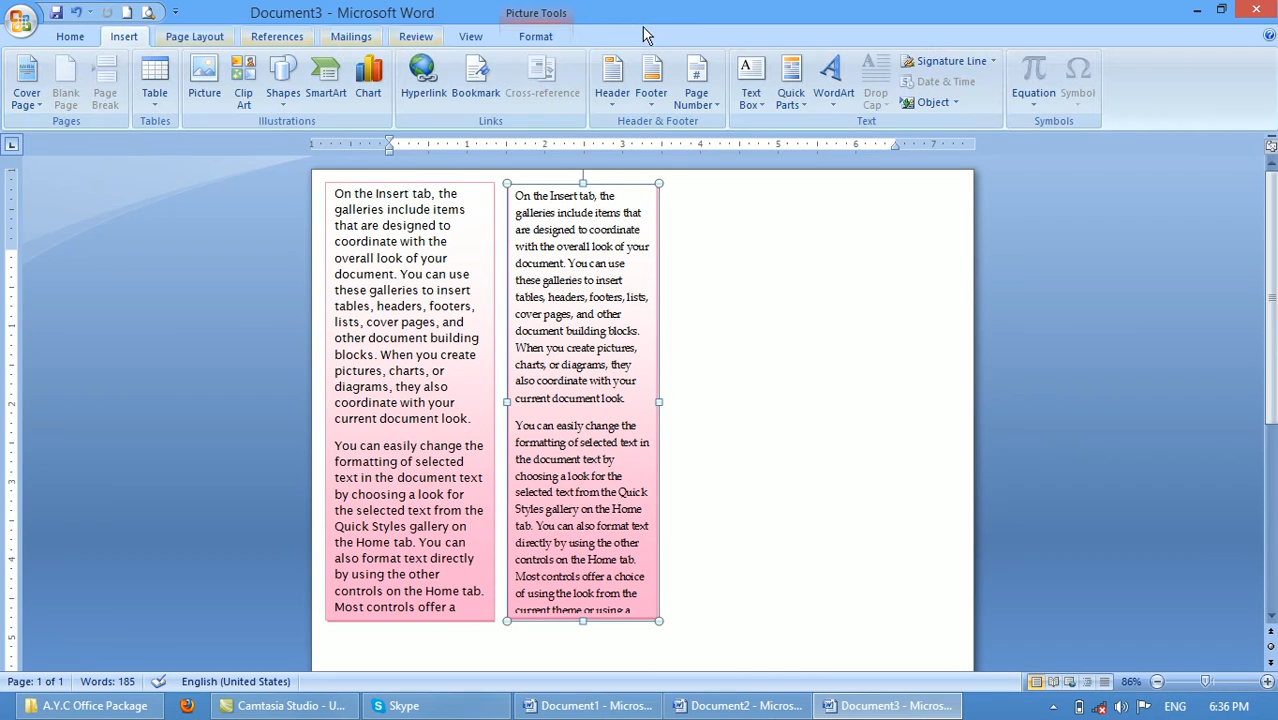 Document3 - Microsoft Word
Picture Tools
Home
Insert
Page Layout
References
Mailings
Review
View
Format
Cover Page
Blank Page
Page Break
Table
Picture
Clip Art
Shapes
SmartArt
Chart
Hyperlink
Bookmark
Cross-reference
Header
Footer
Page Number
Text Box
Quick Parts
WordArt
Drop Cap
Signature Line
Date & Time
Object
Equation
Symbol
Pages
Tables
Illustrations
Links
Header & Footer
Text
Symbols
1 1 2 3 4 5 6 7
On the Insert tab, the
galleries include items
that are designed to
coordinate with the
overall look of your
document. You can use
these galleries to insert
tables, headers, footers,
lists, cover pages, and
other document building
blocks. When you create
pictures, charts, or
diagrams, they also
coordinate with your
current document look.
You can easily change the
formatting of selected
text in the document text
by choosing a look for
the selected text from the
Quick Styles gallery on
the Home tab. You can
also format text directly
by using the other
controls on the Home tab.
Most controls offer a
On the Insert tab, the
galleries include items that
are designed to coordinate
with the overall look of your
document. You can use
these galleries to insert
tables, headers, footers, lists,
cover pages, and other
document building blocks.
When you create pictures,
charts, or diagrams, they
also coordinate with your
current document look.
You can easily change the
formatting of selected text in
the document text by
choosing a look for the
selected text from the Quick
Styles gallery on the Home
tab. You can also format text
directly by using the other
controls on the Home tab.
Most controls offer a choice
of using the look from the
current theme or using a
Page: 1 of 1
Words: 185
English (United States)
86%
A.Y.C Office Package
Camtasia Studio - U...
Skype
Document1 - Micros...
Document2 - Micros...
Document3 - Micros...
ENG
6:36 PM